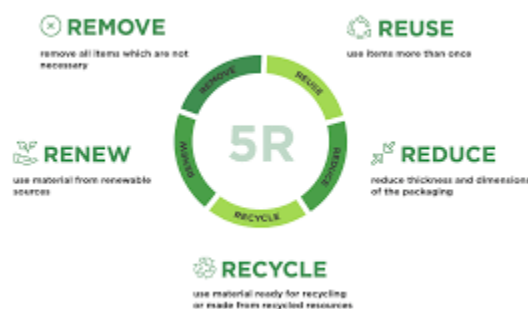 REMOVE
remove all items which are not
necessary
REUSE
use items more than once
REMOVE
REUSE
5R
RENEW
REDUCE
RECYCLE
RENEW
use material from renewable
sources
REDUCE
reduce thickness and dimensions
of the packaging
RECYCLE
use material ready for recycling
or made from recycled resources